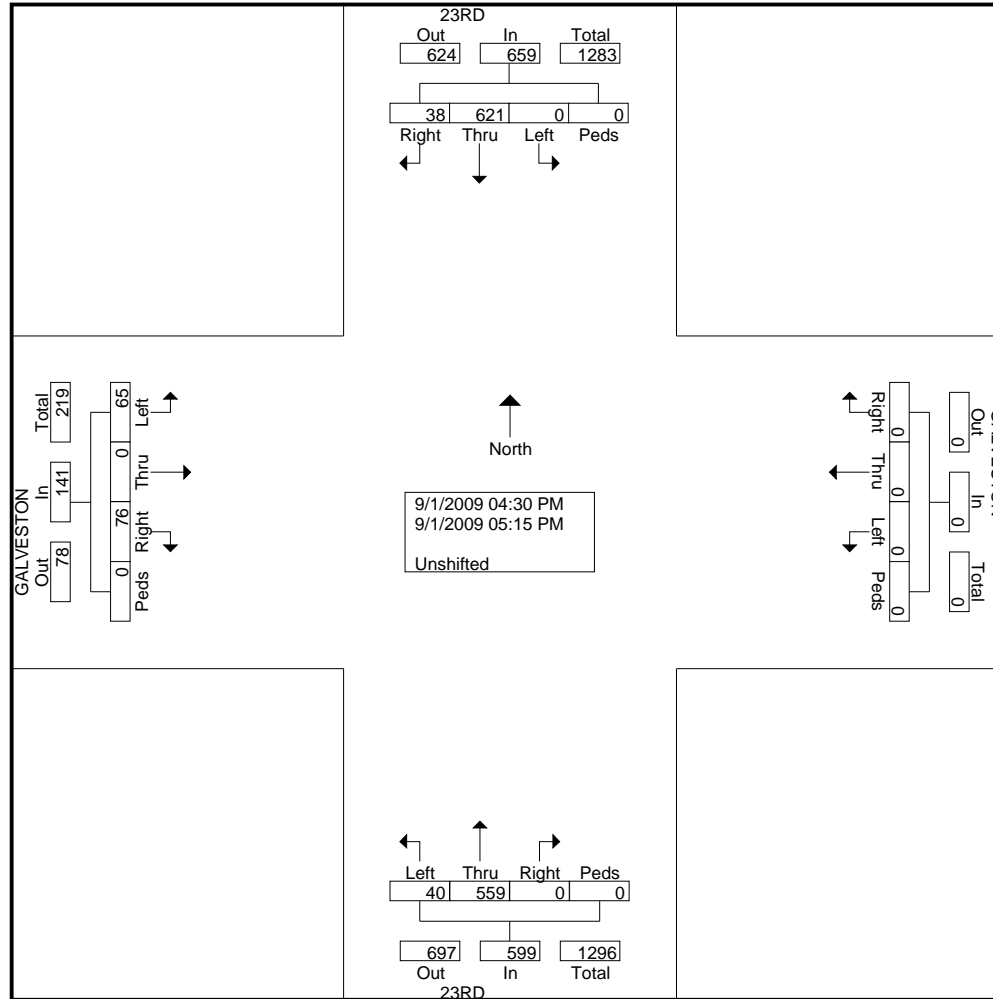 23RD
Out In Total
624 659 1283
38 621 0 0
Right Thru Left Peds
Total 219
In 141
Out 78
GALVESTON
65 0 76 0
Left Thru Right Peds
North
9/1/2009 04:30 PM
9/1/2009 05:15 PM
Unshifted
Right Thru Left Peds
0 0 0 0
Out In Total
0 0 0
Left Thru Right Peds
40 559 0 0
697 599 1296
Out In Total
23RD